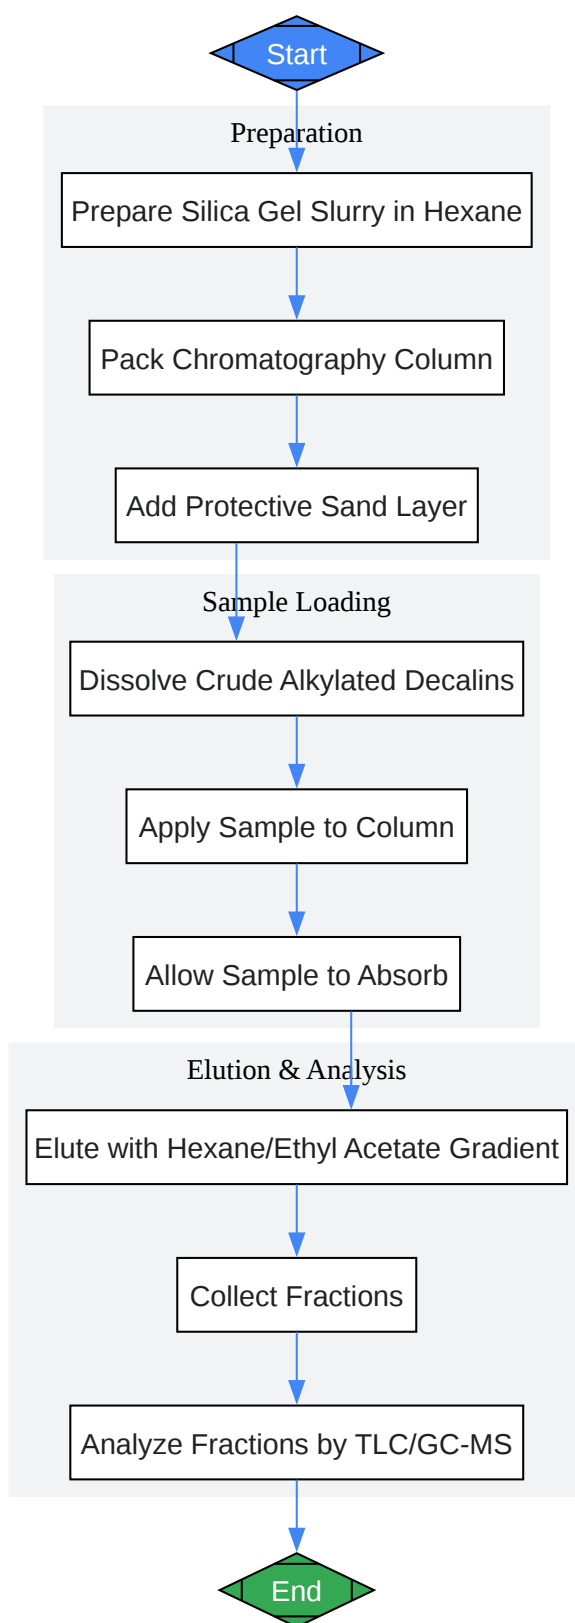 Start
Preparation
Prepare Silica Gel Slurry in Hexane
Pack Chromatography Column
Add Protective Sand Layer
Sample Loading
Dissolve Crude Alkylated Decalins
Apply Sample to Column
Allow Sample to Absorb
Elution & Analysis
Elute with Hexane/Ethyl Acetate Gradient
Collect Fractions
Analyze Fractions by TLC/GC-MS
End